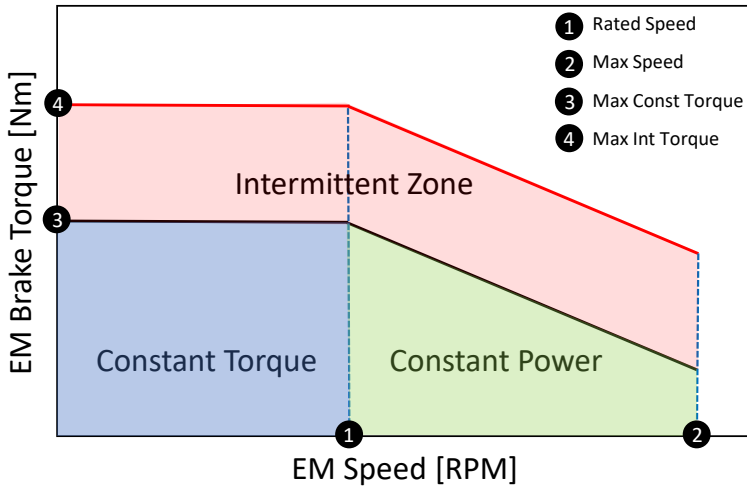 1 Rated Speed
2 Max Speed
3 Max Const Torque
4 Max Int Torque
4
Intermittent Zone
3
Constant Torque
Constant Power
1
2
EM Speed [RPM]
EM Brake Torque [Nm]